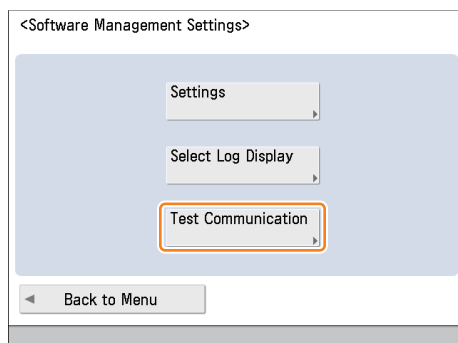 <Software Management Settings>
Settings
Select Log Display
Test Communication
Back to Menu